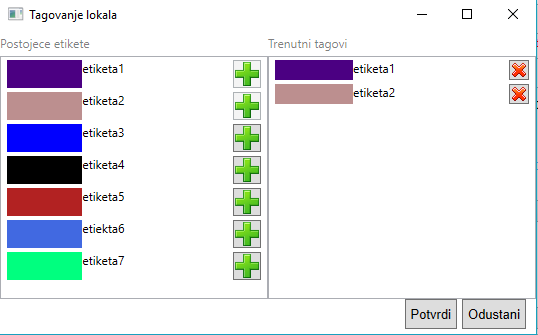 Tagovanje lokala
Postojece etikete
etiketa1
etiketa2
etiketa3
etiketa4
etiketa5
etiekta6
etiketa7
Trenutni tagovi
etiketa1
etiketa2
Potvrdi
Odustani